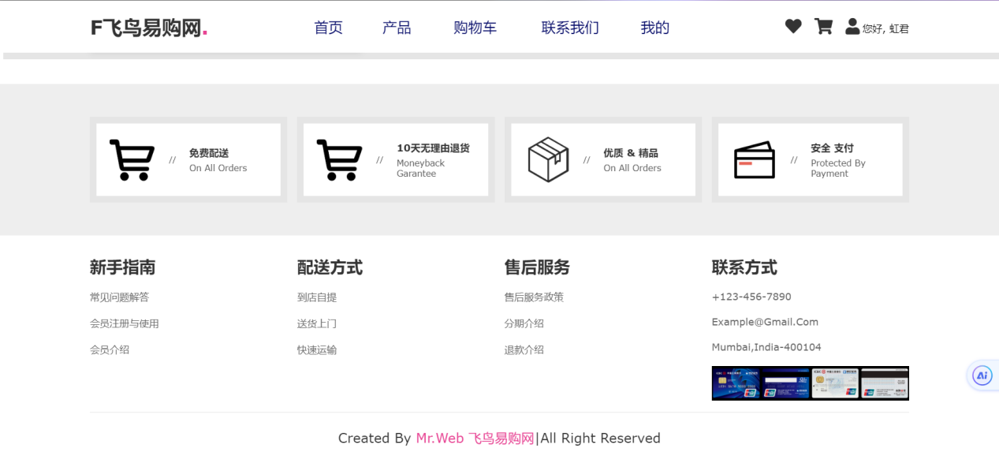 F飞鸟易购网.
首页 产品 购物车 联系我们 我的
您好, 虹君
// 免费配送
On All Orders
// 10天无理由退货
Moneyback
Garantee
// 优质 & 精品
On All Orders
// 安全 支付
Protected By
Payment
新手指南
常见问题解答
会员注册与使用
会员介绍
配送方式
到店自提
送货上门
快速运输
售后服务
售后服务政策
分期介绍
退款介绍
联系方式
+123-456-7890
Example@Gmail.Com
Mumbai,India-400104
Ai
Created By Mr.Web 飞鸟易购网|All Right Reserved